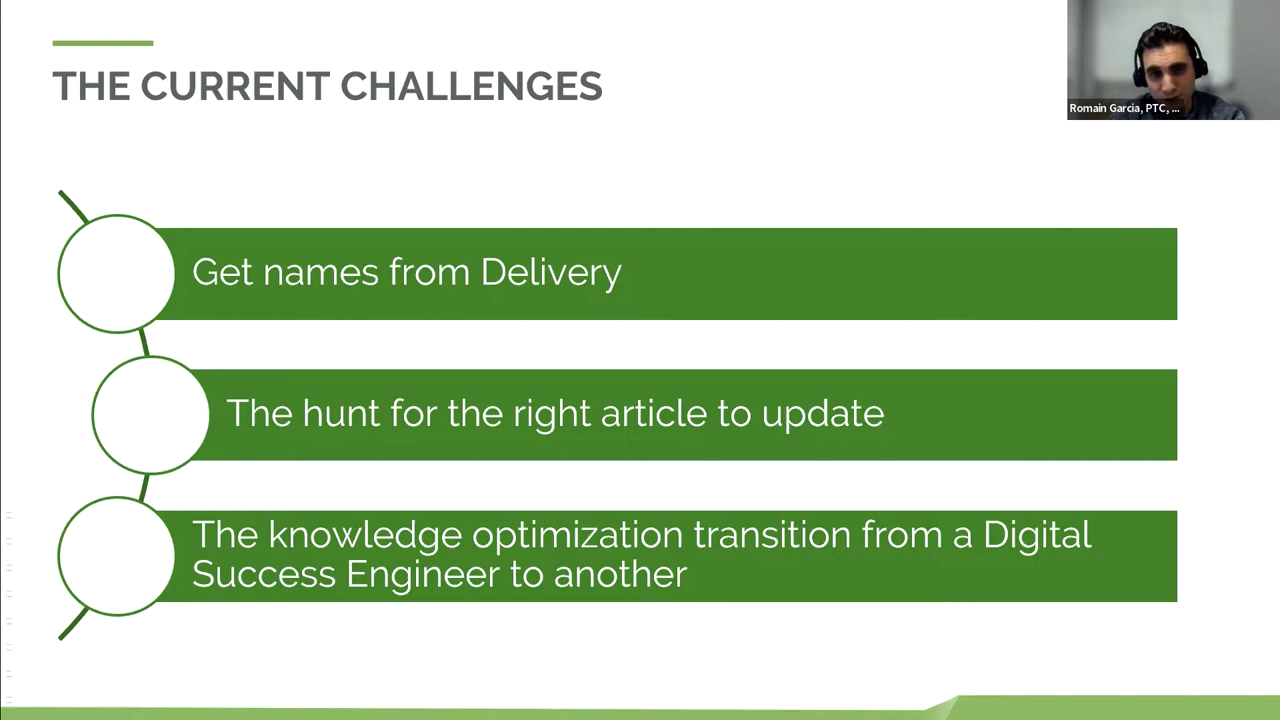 THE CURRENT CHALLENGES
Romain Garcia, PTC, ...
Get names from Delivery
The hunt for the right article to update
The knowledge optimization transition from a Digital
Success Engineer to another